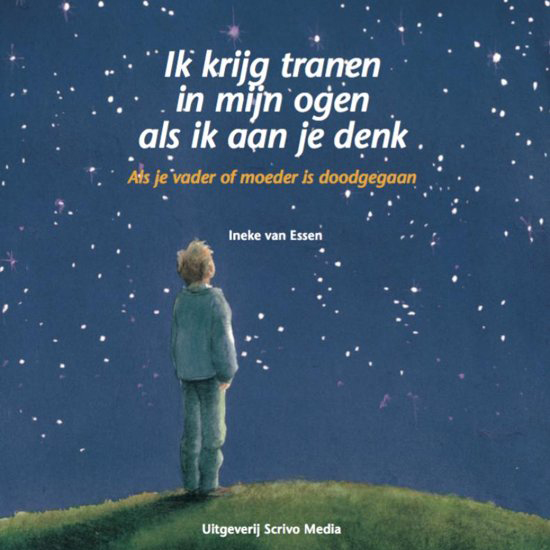 Ik krijg tranen
in mijn ogen
als ik aan je denk
Als je vader of moeder is doodgegaan
Ineke van Essen
Uitgeverij Scrivo Media